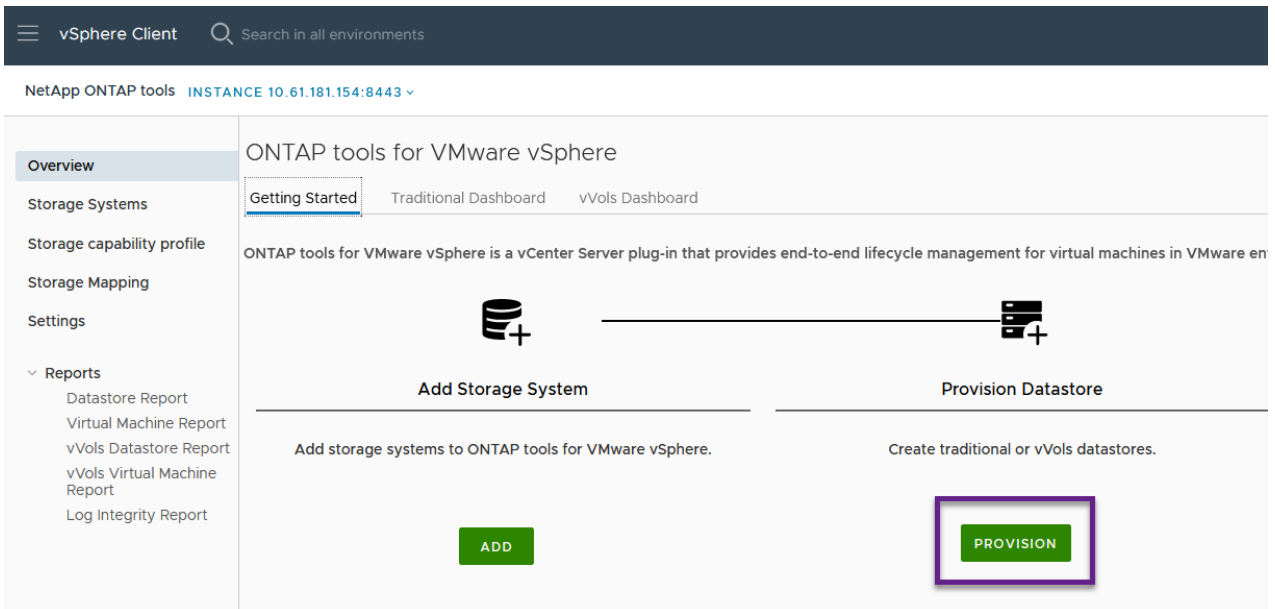 vSphere Client
Search in all environments
NetApp ONTAP tools INSTANCE 10.61.181.154:8443
Overview
Storage Systems
Storage capability profile
Storage Mapping
Settings
Reports
Datastore Report
Virtual Machine Report
vVols Datastore Report
vVols Virtual Machine
Report
Log Integrity Report
ONTAP tools for VMware vSphere
Getting Started Traditional Dashboard vVols Dashboard
ONTAP tools for VMware vSphere is a vCenter Server plug-in that provides end-to-end lifecycle management for virtual machines in VMware en
Add Storage System
Add storage systems to ONTAP tools for VMware vSphere.
ADD
Provision Datastore
Create traditional or vVols datastores.
PROVISION